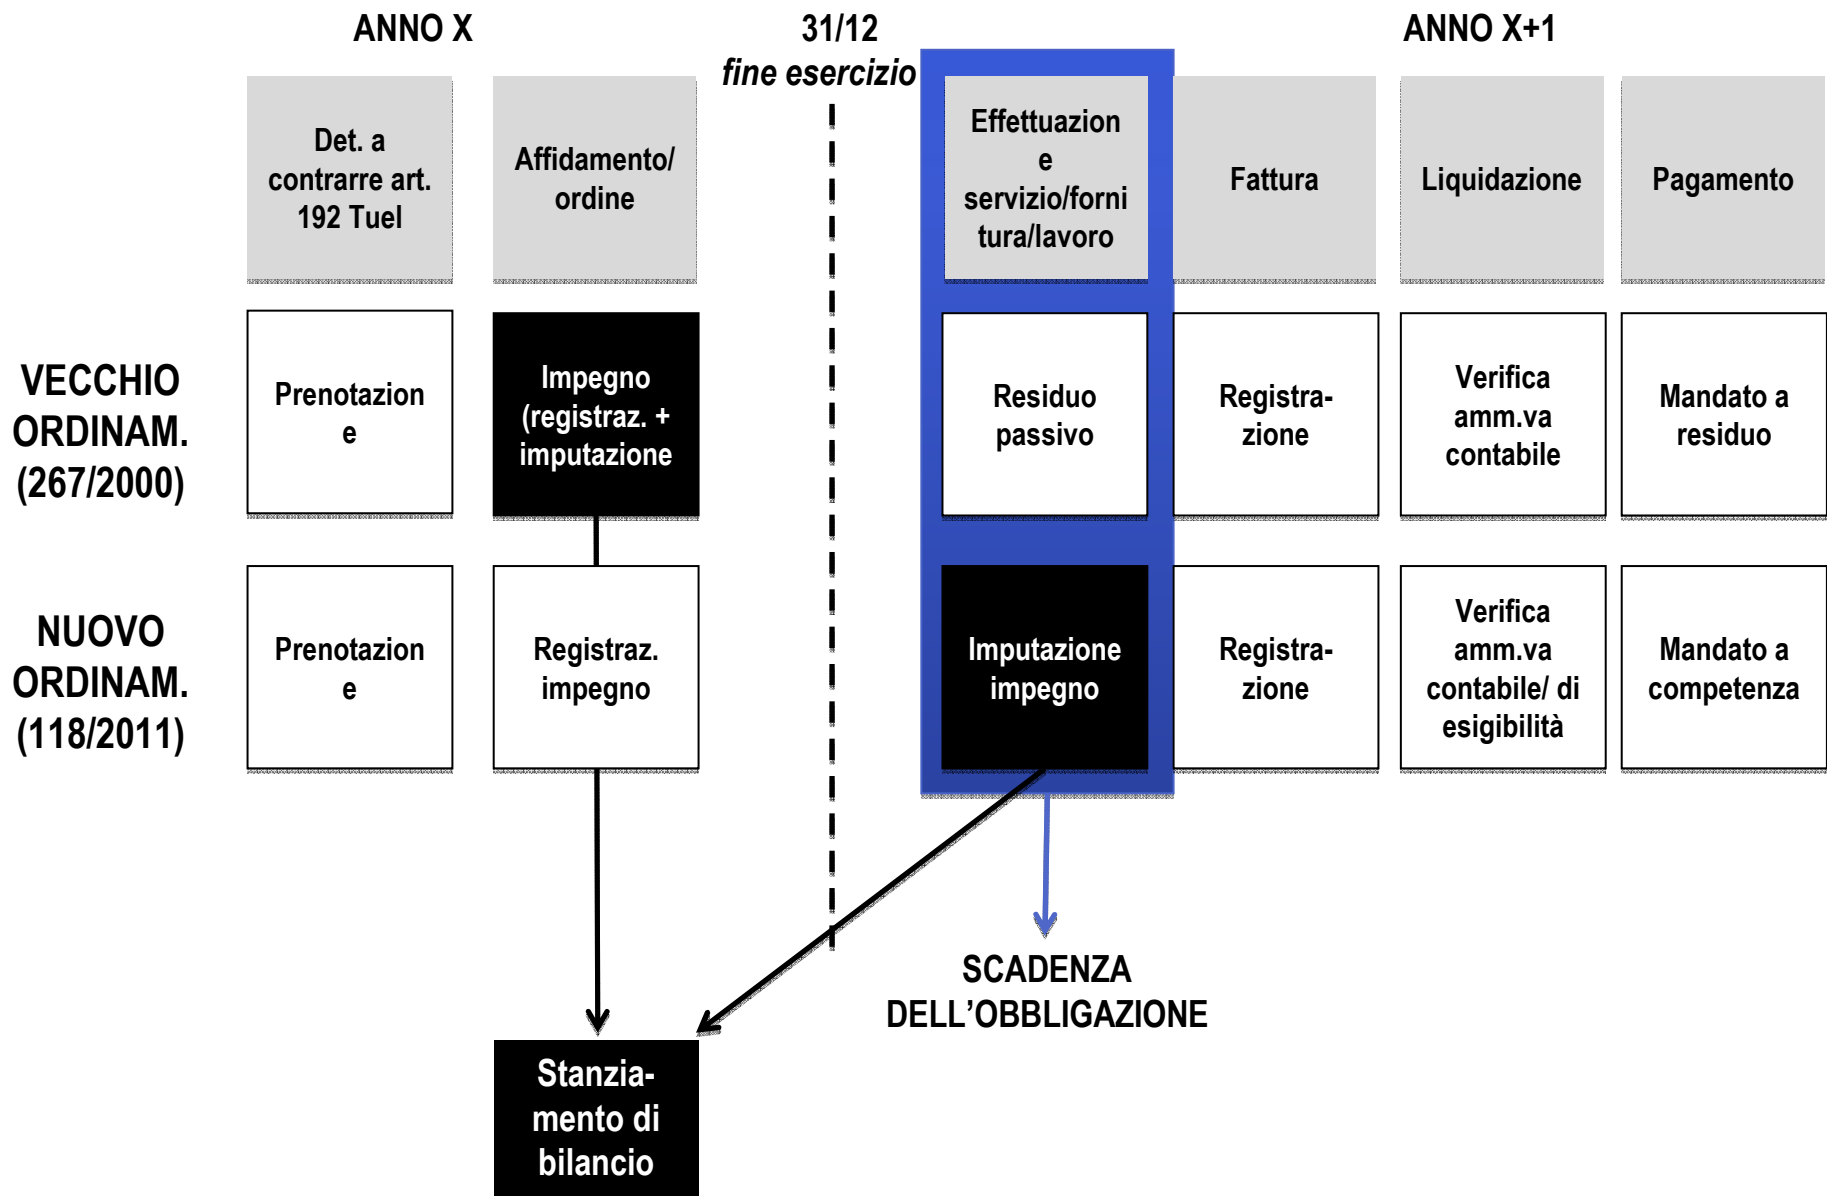 ANNO X
31/12
fine esercizio
ANNO X+1
Det. a
contrarre art.
192 Tuel
Affidamento/
ordine
Effettuazion
e
servizio/forni
tura/lavoro
Fattura
Liquidazione
Pagamento
VECCHIO
ORDINAM.
(267/2000)
Prenotazion
e
Impegno
(registraz. +
imputazione
Residuo
passivo
Registra-
zione
Verifica
amm.va
contabile
Mandato a
residuo
NUOVO
ORDINAM.
(118/2011)
Prenotazion
e
Registraz.
impegno
Imputazione
impegno
Registra-
zione
Verifica
amm.va
contabile/ di
esigibilità
Mandato a
competenza
SCADENZA
DELL’OBBLIGAZIONE
Stanzia-
mento di
bilancio